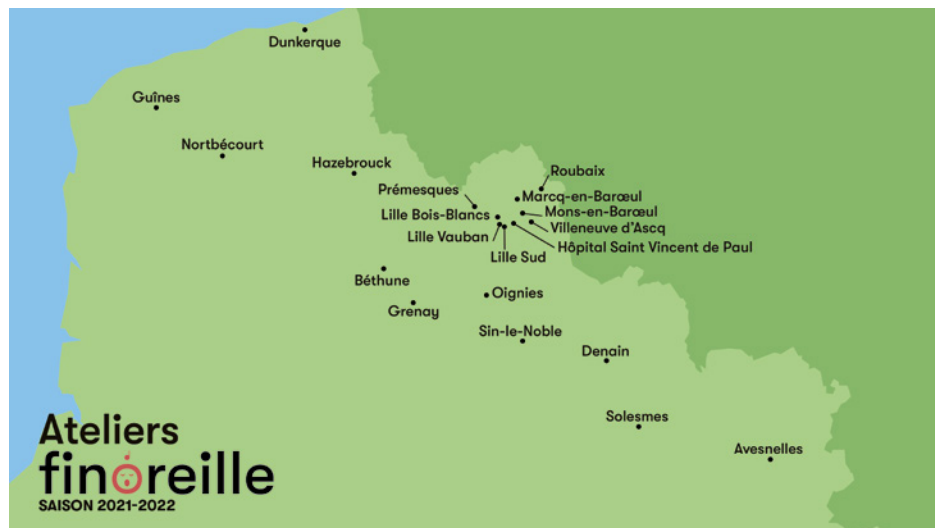 Dunkerque
Guînes
Nortbécourt
Hazebrouck
Roubaix
Prémesques
Marcq-en-Barœul
Lille Bois-Blancs
Mons-en-Barœul
Villeneuve d'Ascq
Lille Vauban
Hôpital Saint Vincent de Paul
Lille Sud
Béthune
Oignies
Grenay
Sin-le-Noble
Denain
Solesmes
Avesnelles
Ateliers
finoreille
SAISON 2021-2022